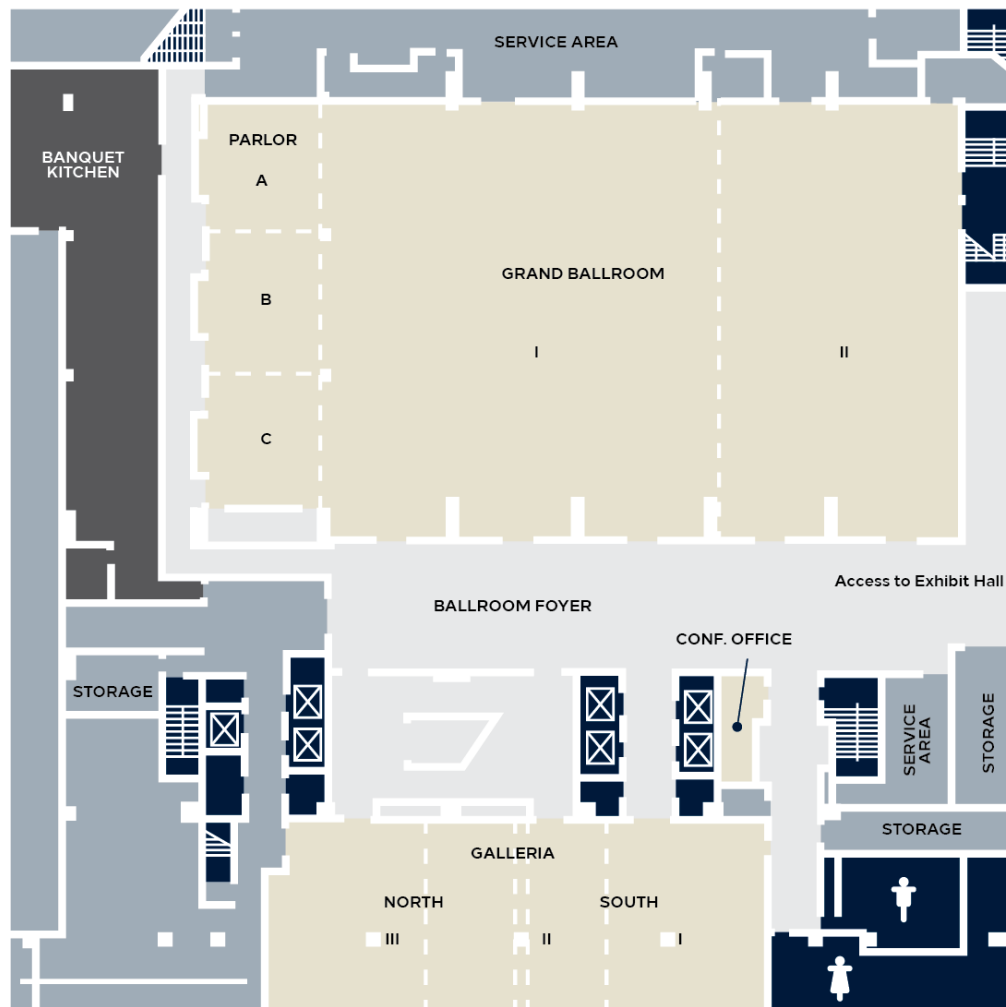 SERVICE AREA
BANQUET
KITCHEN
PARLOR
A
GRAND BALLROOM
B
I
II
C
Access to Exhibit Hall
BALLROOM FOYER
CONF. OFFICE
STORAGE
SERVICE
AREA
STORAGE
STORAGE
GALLERIA
NORTH
SOUTH
III
II
I